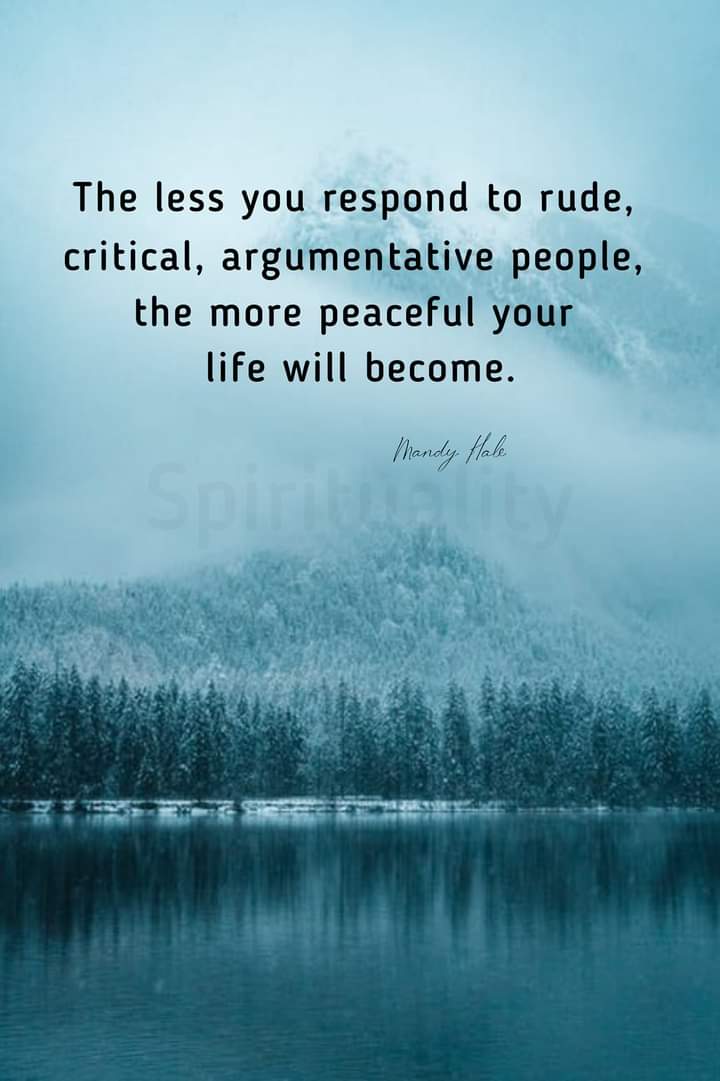 The less you respond to rude,
critical, argumentative people,
the more peaceful your
life will become.
Mandy Hale
Spirituality